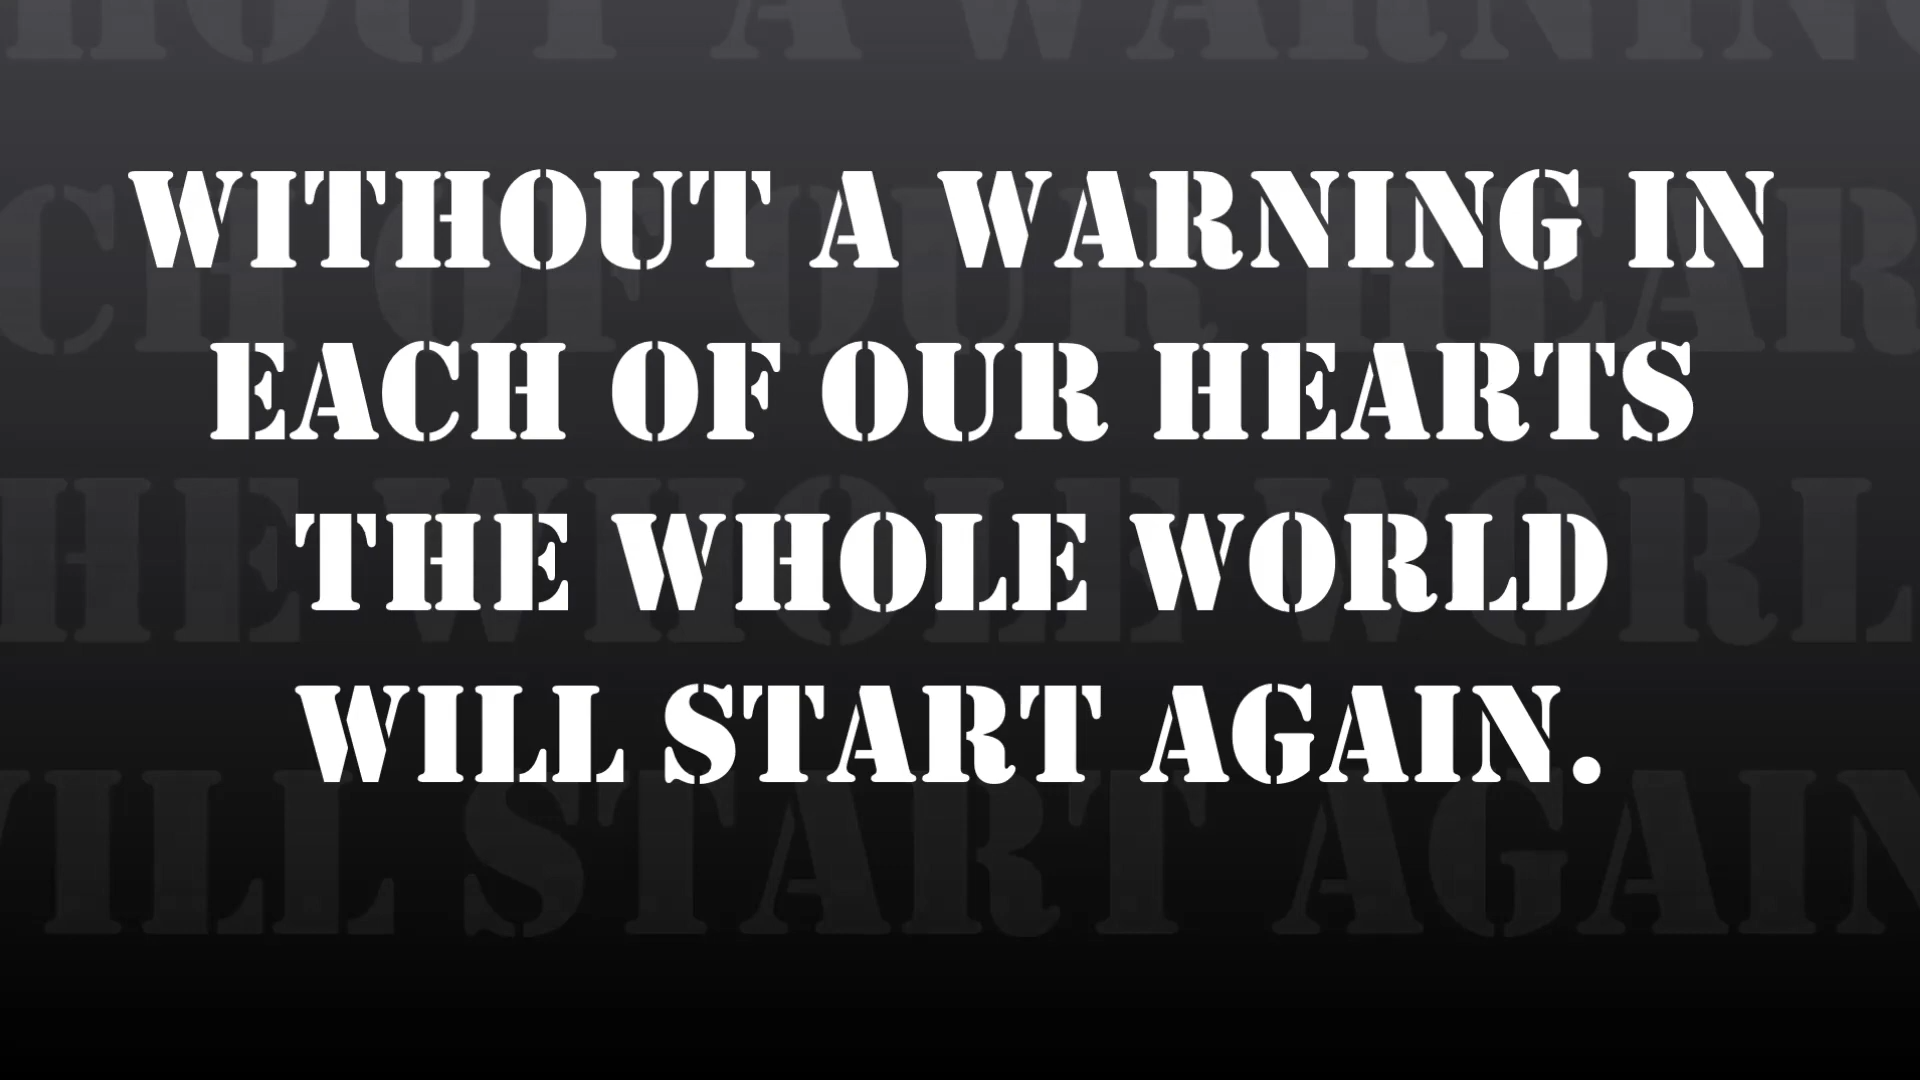 WITHOUT A WARNING IN
EACH OF OUR HEARTS
THE WHOLE WORLD
WILL START AGAIN.